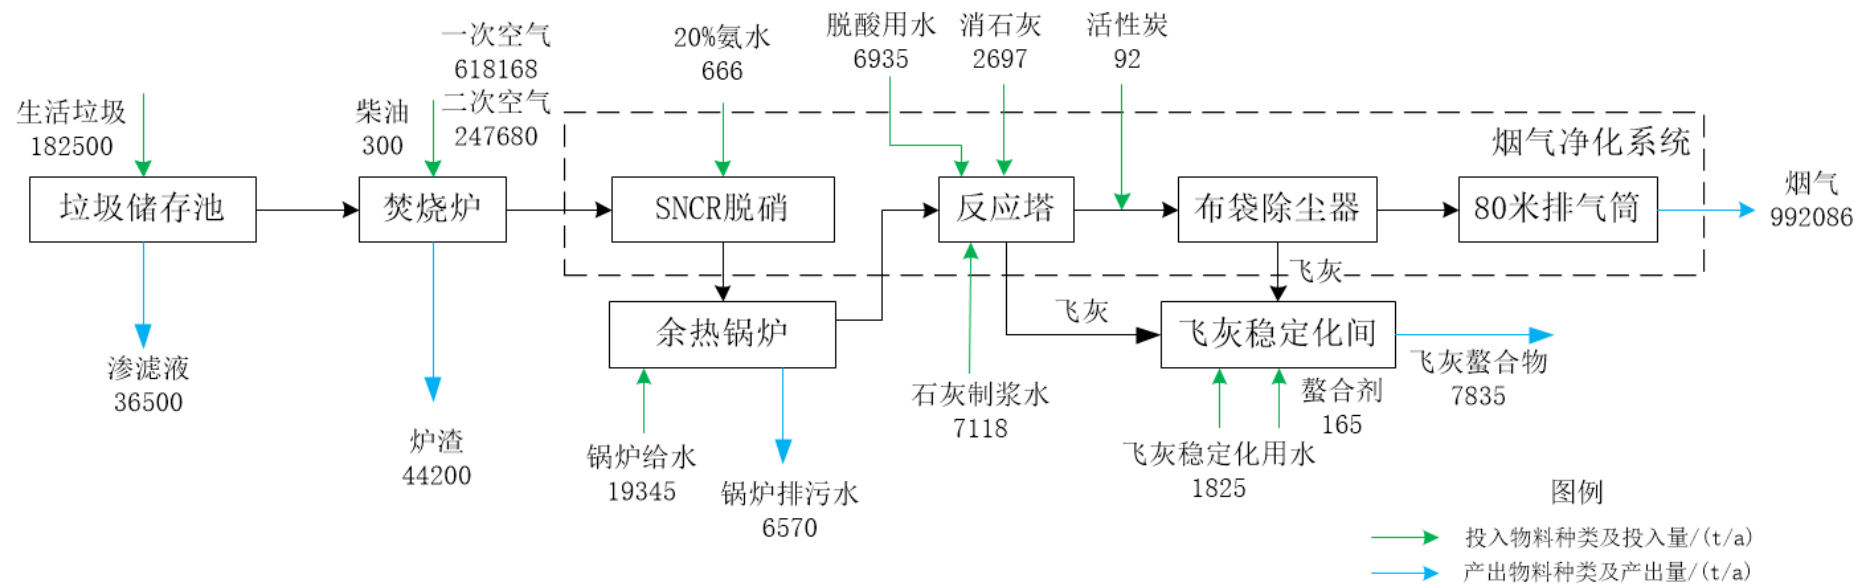 生活垃圾
182500
垃圾储存池
渗滤液
36500
柴油
300
一次空气
618168
二次空气
247680
焚烧炉
炉渣
44200
20%氨水
666
SNCR脱硝
余热锅炉
锅炉给水
19345
锅炉排污水
6570
脱酸用水
6935
消石灰
2697
反应塔
石灰制浆水
7118
飞灰
活性炭
92
布袋除尘器
飞灰
飞灰稳定化间
飞灰稳定化用水
1825
螯合剂
165
飞灰螯合物
7835
烟气净化系统
80米排气筒
烟气
992086
图例
投入物料种类及投入量/(t/a)
产出物料种类及产出量/(t/a)